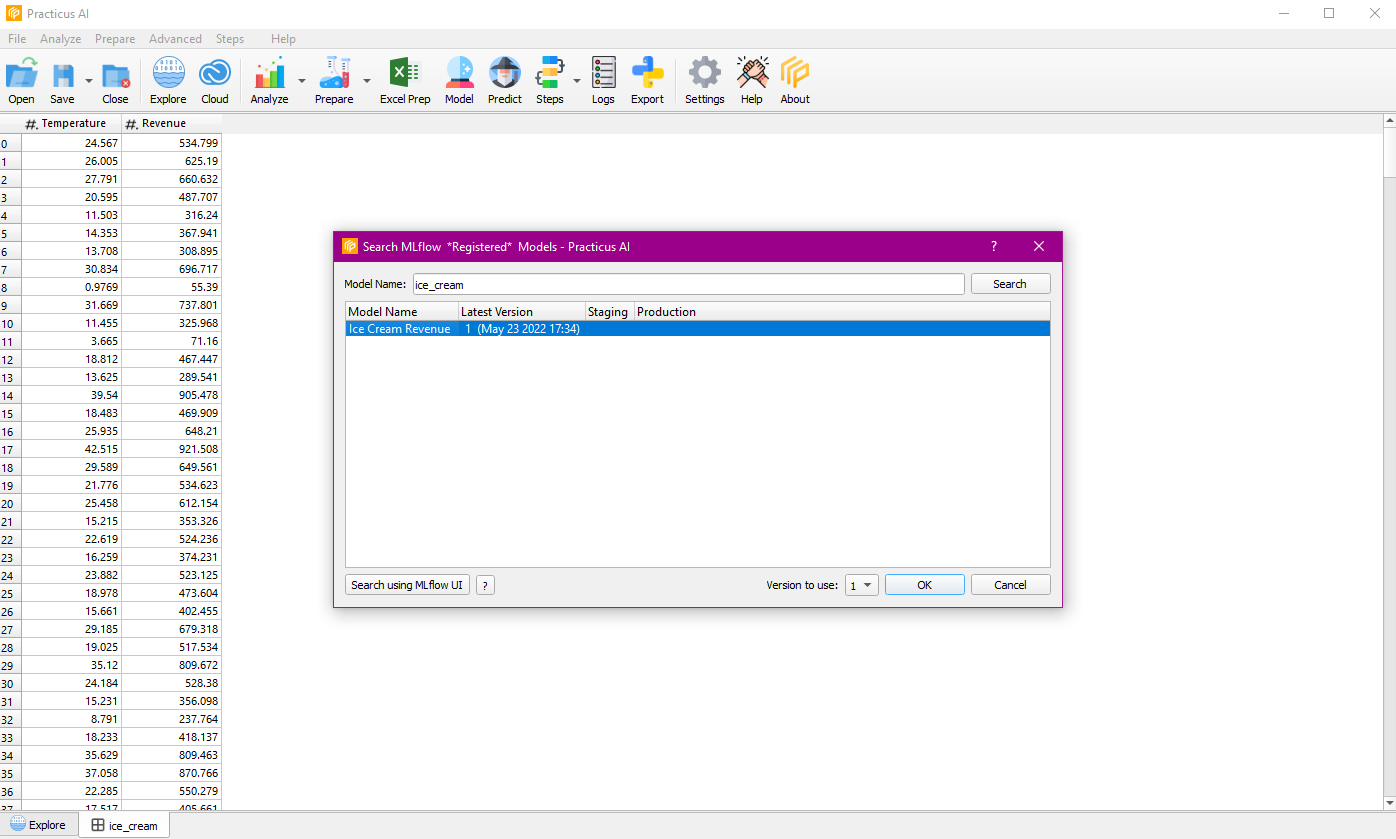 Practicus AI
File Analyze Prepare Advanced Steps Help
Open Save Close Explore Cloud Analyze Prepare Excel Prep Model Predict Steps Logs Export Settings Help About
#. Temperature #. Revenue
0 24.567 534.799
1 26.005 625.19
2 27.791 660.632
3 20.595 487.707
4 11.503 316.24
5 14.353 367.941
6 13.708 308.895
7 30.834 696.717
8 0.9769 55.39
9 31.669 737.801
10 11.455 325.968
11 3.665 71.16
12 18.812 467.447
13 13.625 289.541
14 39.54 905.478
15 18.483 469.909
16 25.935 648.21
17 42.515 921.508
18 29.589 649.561
19 21.776 534.623
20 25.458 612.154
21 15.215 353.326
22 22.619 524.236
23 16.259 374.231
24 23.882 523.125
25 18.978 473.604
26 15.661 402.455
27 29.185 679.318
28 19.025 517.534
29 35.12 809.672
30 24.184 528.38
31 15.231 356.098
32 8.791 237.764
33 18.233 418.137
34 35.629 809.463
35 37.058 870.766
36 22.285 550.279
37 17.517 405.661
Search MLflow *Registered* Models - Practicus AI ?
Model Name: ice_cream Search
Model Name Latest Version Staging Production
Ice Cream Revenue 1 (May 23 2022 17:34)
Search using MLflow UI ? Version to use: 1 OK Cancel
Explore ice_cream